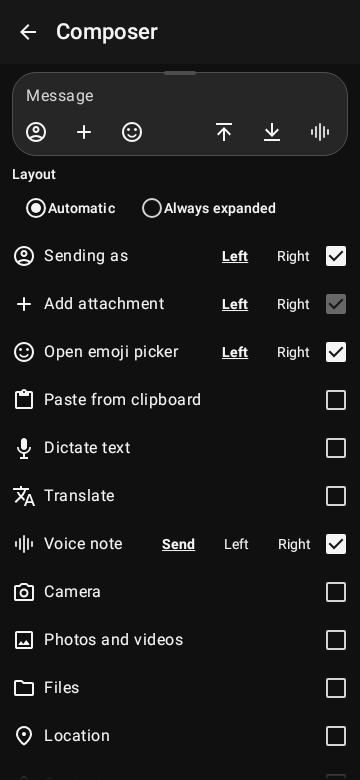 Composer
Message
Layout
Automatic Always expanded
Sending as Left Right
Add attachment Left Right
Open emoji picker Left Right
Paste from clipboard
Dictate text
Translate
Voice note Send Left Right
Camera
Photos and videos
Files
Location